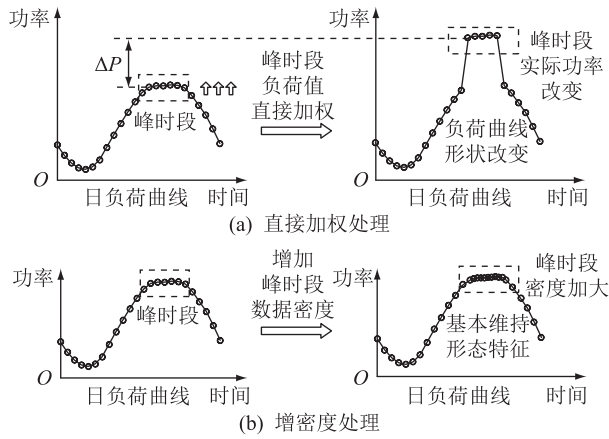 功率
ΔP
峰时段
O
日负荷曲线 时间
峰时段
负荷值
直接加权
功率
峰时段
实际功率
改变
负荷曲线
形状改变
O
日负荷曲线 时间
(a) 直接加权处理
功率
峰时段
O
日负荷曲线 时间
增加
峰时段
数据密度
功率
峰时段
密度加大
基本维持
形态特征
O
日负荷曲线 时间
(b) 增密度处理